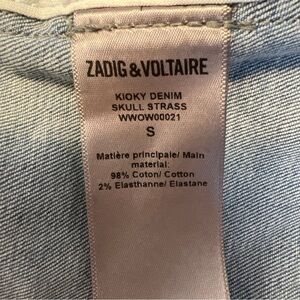 ZADIG & VOLTAIRE
KIOKY DENIM
SKULL STRASS
WWOW00021
S
Matière principale/ Main
material:
98% Coton/ Cotton
2% Elasthanne/ Elastane